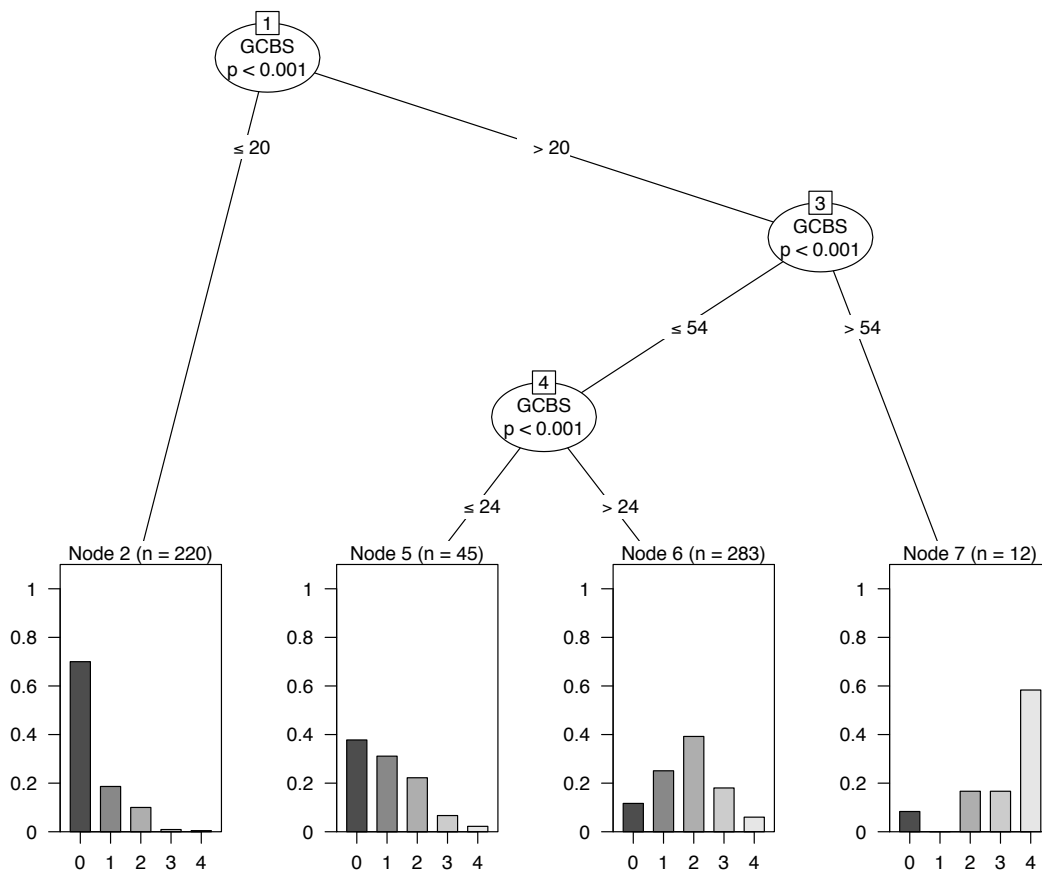 1
GCBS
p < 0.001
≤ 20
> 20
3
GCBS
p < 0.001
≤ 54
> 54
4
GCBS
p < 0.001
≤ 24
> 24
Node 2 (n = 220)
1
0.8
0.6
0.4
0.2
0
0 1 2 3 4
Node 5 (n = 45)
1
0.8
0.6
0.4
0.2
0
0 1 2 3 4
Node 6 (n = 283)
1
0.8
0.6
0.4
0.2
0
0 1 2 3 4
Node 7 (n = 12)
1
0.8
0.6
0.4
0.2
0
0 1 2 3 4